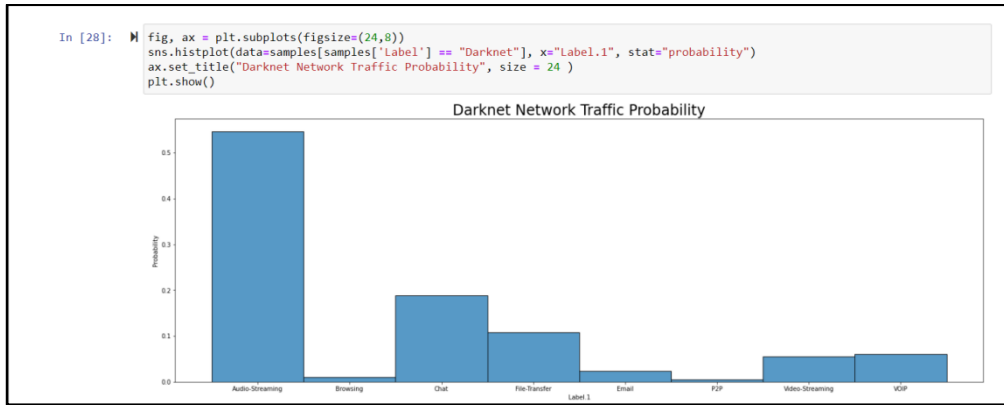 In [28]:
fig, ax = plt.subplots(figsize=(24,8))
sns.histplot(data=samples[samples['Label'] == "Darknet"], x="Label.1", stat="probability")
ax.set_title("Darknet Network Traffic Probability", size = 24 )
plt.show()
Darknet Network Traffic Probability
0.5
0.4
0.3
0.2
0.1
0.0
Probability
Audio-Streaming Browsing Chat File-Transfer Email P2P Video-Streaming VOIP
Label.1